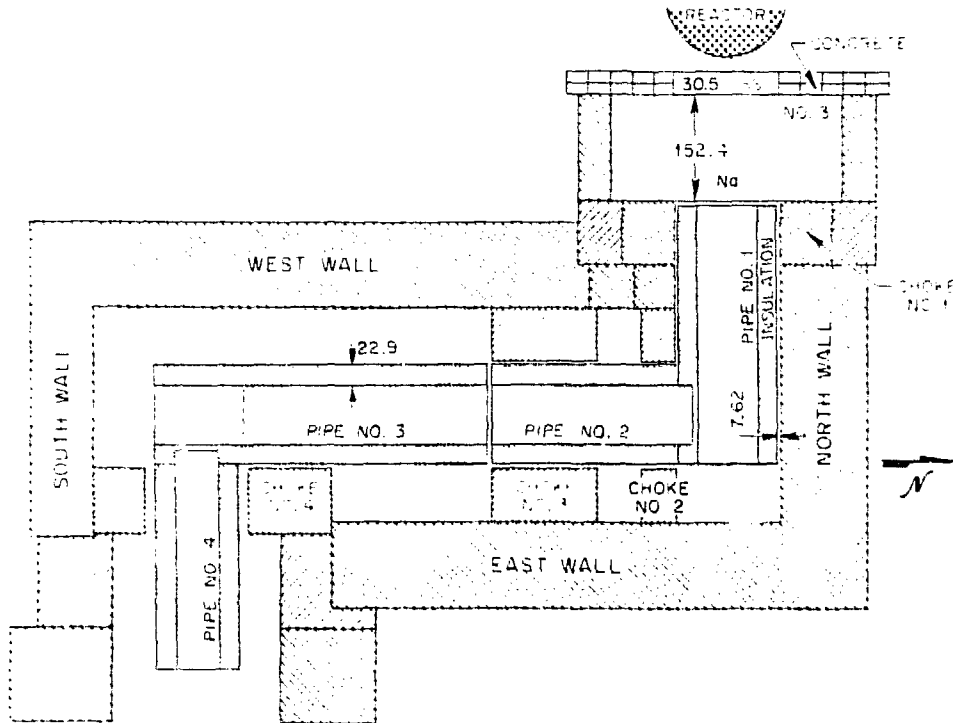 REACTOR
CONCRETE
30.5
NO. 3
152.4
Na
WEST WALL
CHOKE
NO. 1
PIPE NO. 1
INSULATION
22.9
SOUTH WALL
NORTH WALL
7.62
PIPE NO. 3
PIPE NO. 2
N
CHOKE
NO 2
EAST WALL
PIPE NO 4